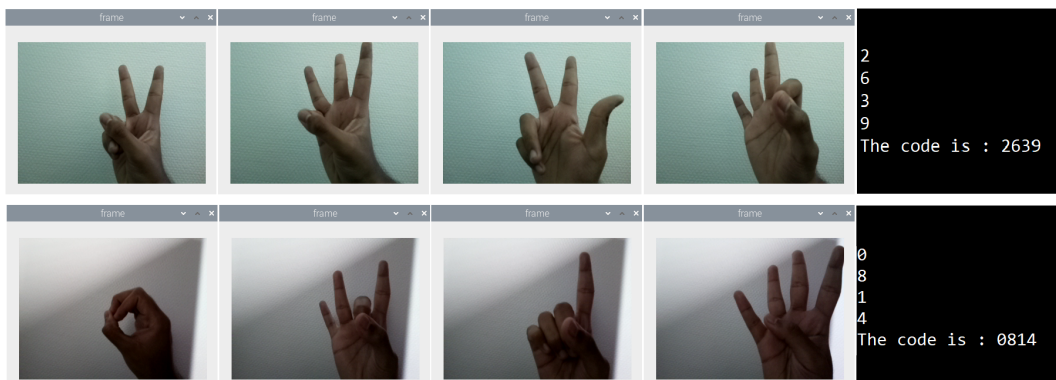 frame
frame
frame
frame
2
6
3
9
The code is : 2639
frame
frame
frame
frame
0
8
1
4
The code is : 0814